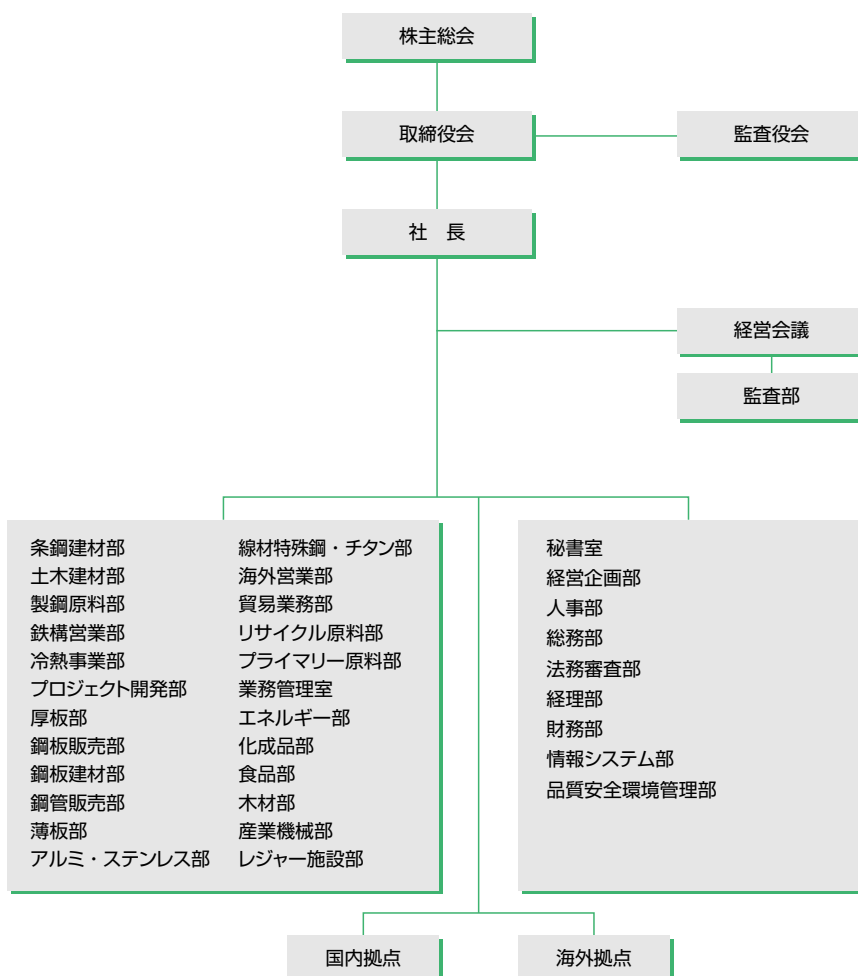 株主総会
取締役会
監査役会
社　長
経営会議
監査部
条鋼建材部
土木建材部
製鋼原料部
鉄構営業部
冷熱事業部
プロジェクト開発部
厚板部
鋼板販売部
鋼板建材部
鋼管販売部
薄板部
アルミ・ステンレス部
線材特殊鋼・チタン部
海外営業部
貿易業務部
リサイクル原料部
プライマリー原料部
業務管理室
エネルギー部
化成品部
食品部
木材部
産業機械部
レジャー施設部
秘書室
経営企画部
人事部
総務部
法務審査部
経理部
財務部
情報システム部
品質安全環境管理部
国内拠点
海外拠点